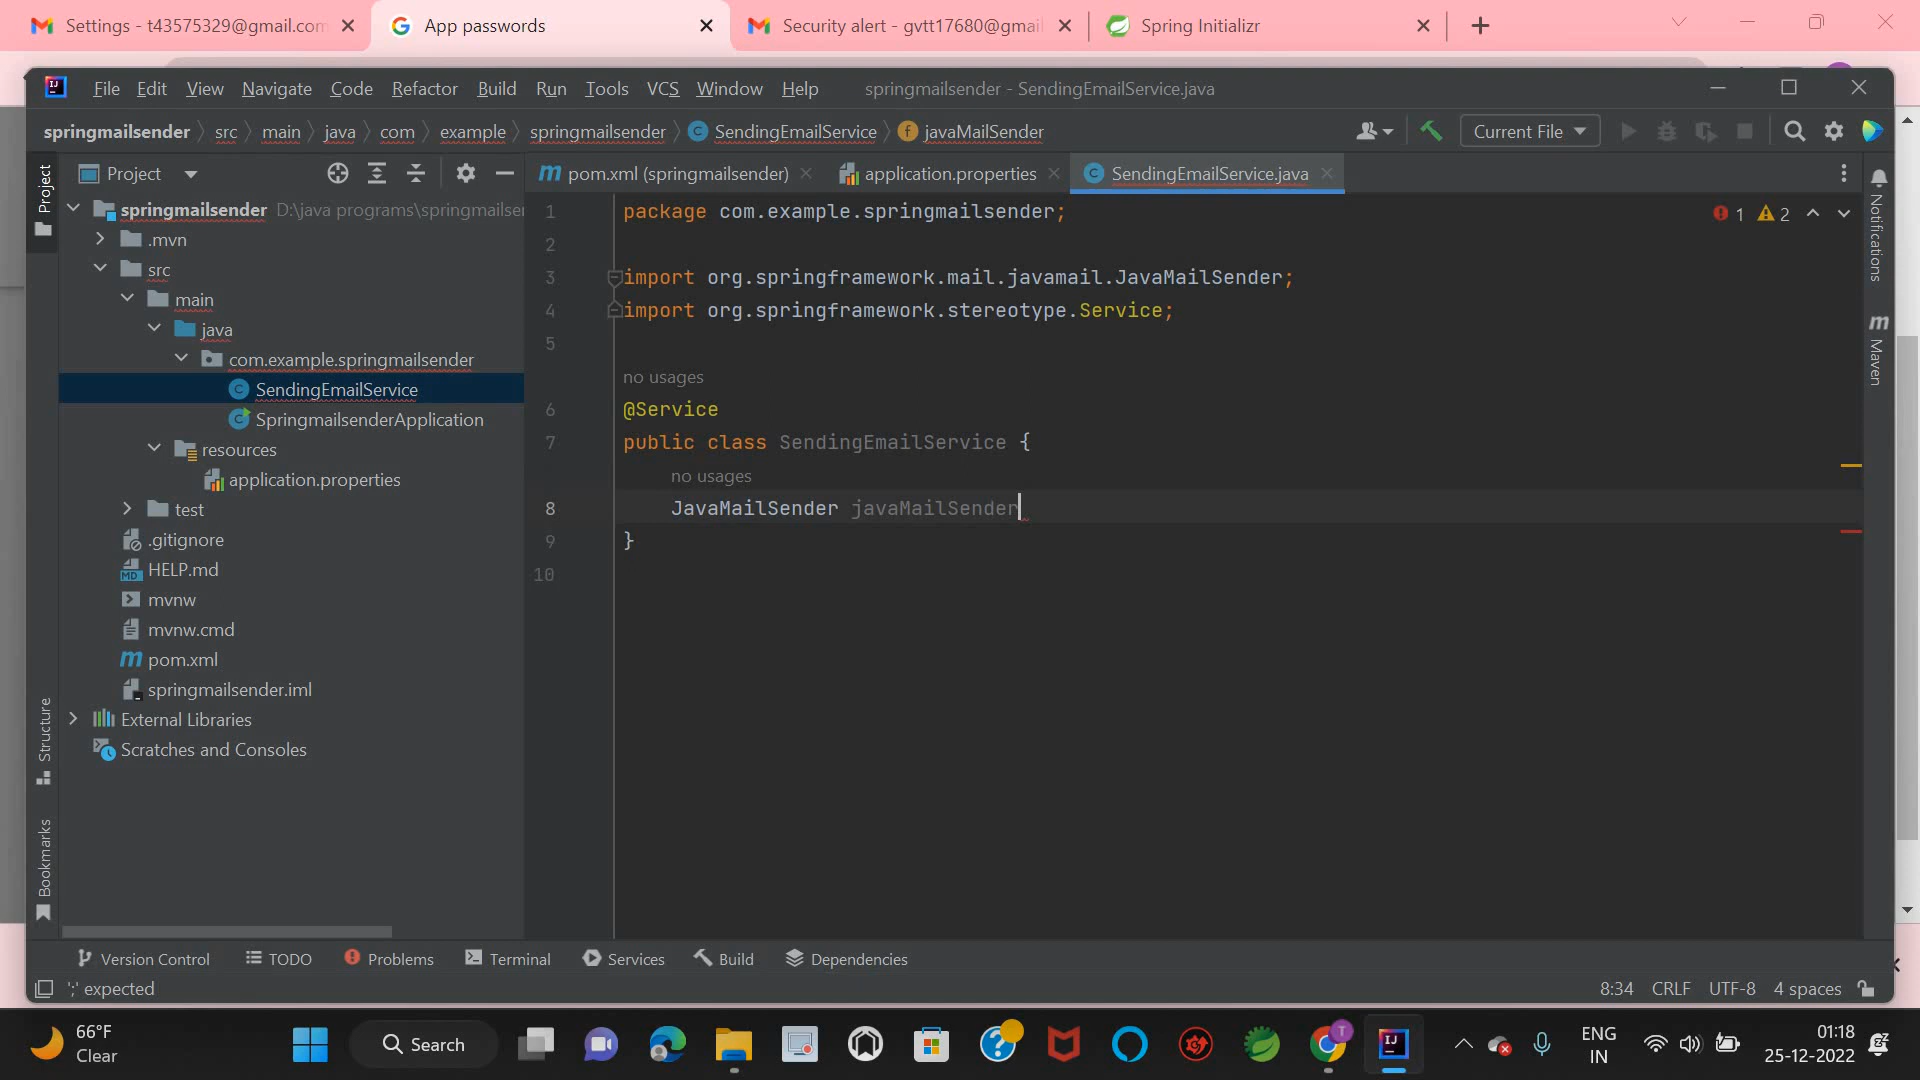 Settings - t43575329@gmail.com
App passwords
Security alert - gvtt17680@gmail
Spring Initializr
File Edit View Navigate Code Refactor Build Run Tools VCS Window Help springmailsender - SendingEmailService.java
springmailsender src main java com example springmailsender SendingEmailService javaMailSender
Current File
Project
pom.xml (springmailsender)
application.properties
SendingEmailService.java
Project
Notifications
Maven
Structure
Bookmarks
springmailsender D:\java programs\springmailsen
.mvn
src
main
java
com.example.springmailsender
SendingEmailService
SpringmailsenderApplication
resources
application.properties
test
.gitignore
HELP.md
mvnw
mvnw.cmd
pom.xml
springmailsender.iml
External Libraries
Scratches and Consoles
1 package com.example.springmailsender;
1 2
2
3 import org.springframework.mail.javamail.JavaMailSender;
4 import org.springframework.stereotype.Service;
5
no usages
6 @Service
7 public class SendingEmailService {
no usages
8 JavaMailSender javaMailSender
9 }
10
Version Control TODO Problems Terminal Services Build Dependencies
';' expected
8:34 CRLF UTF-8 4 spaces
66°F
Clear
Search
ENG
IN
01:18
25-12-2022